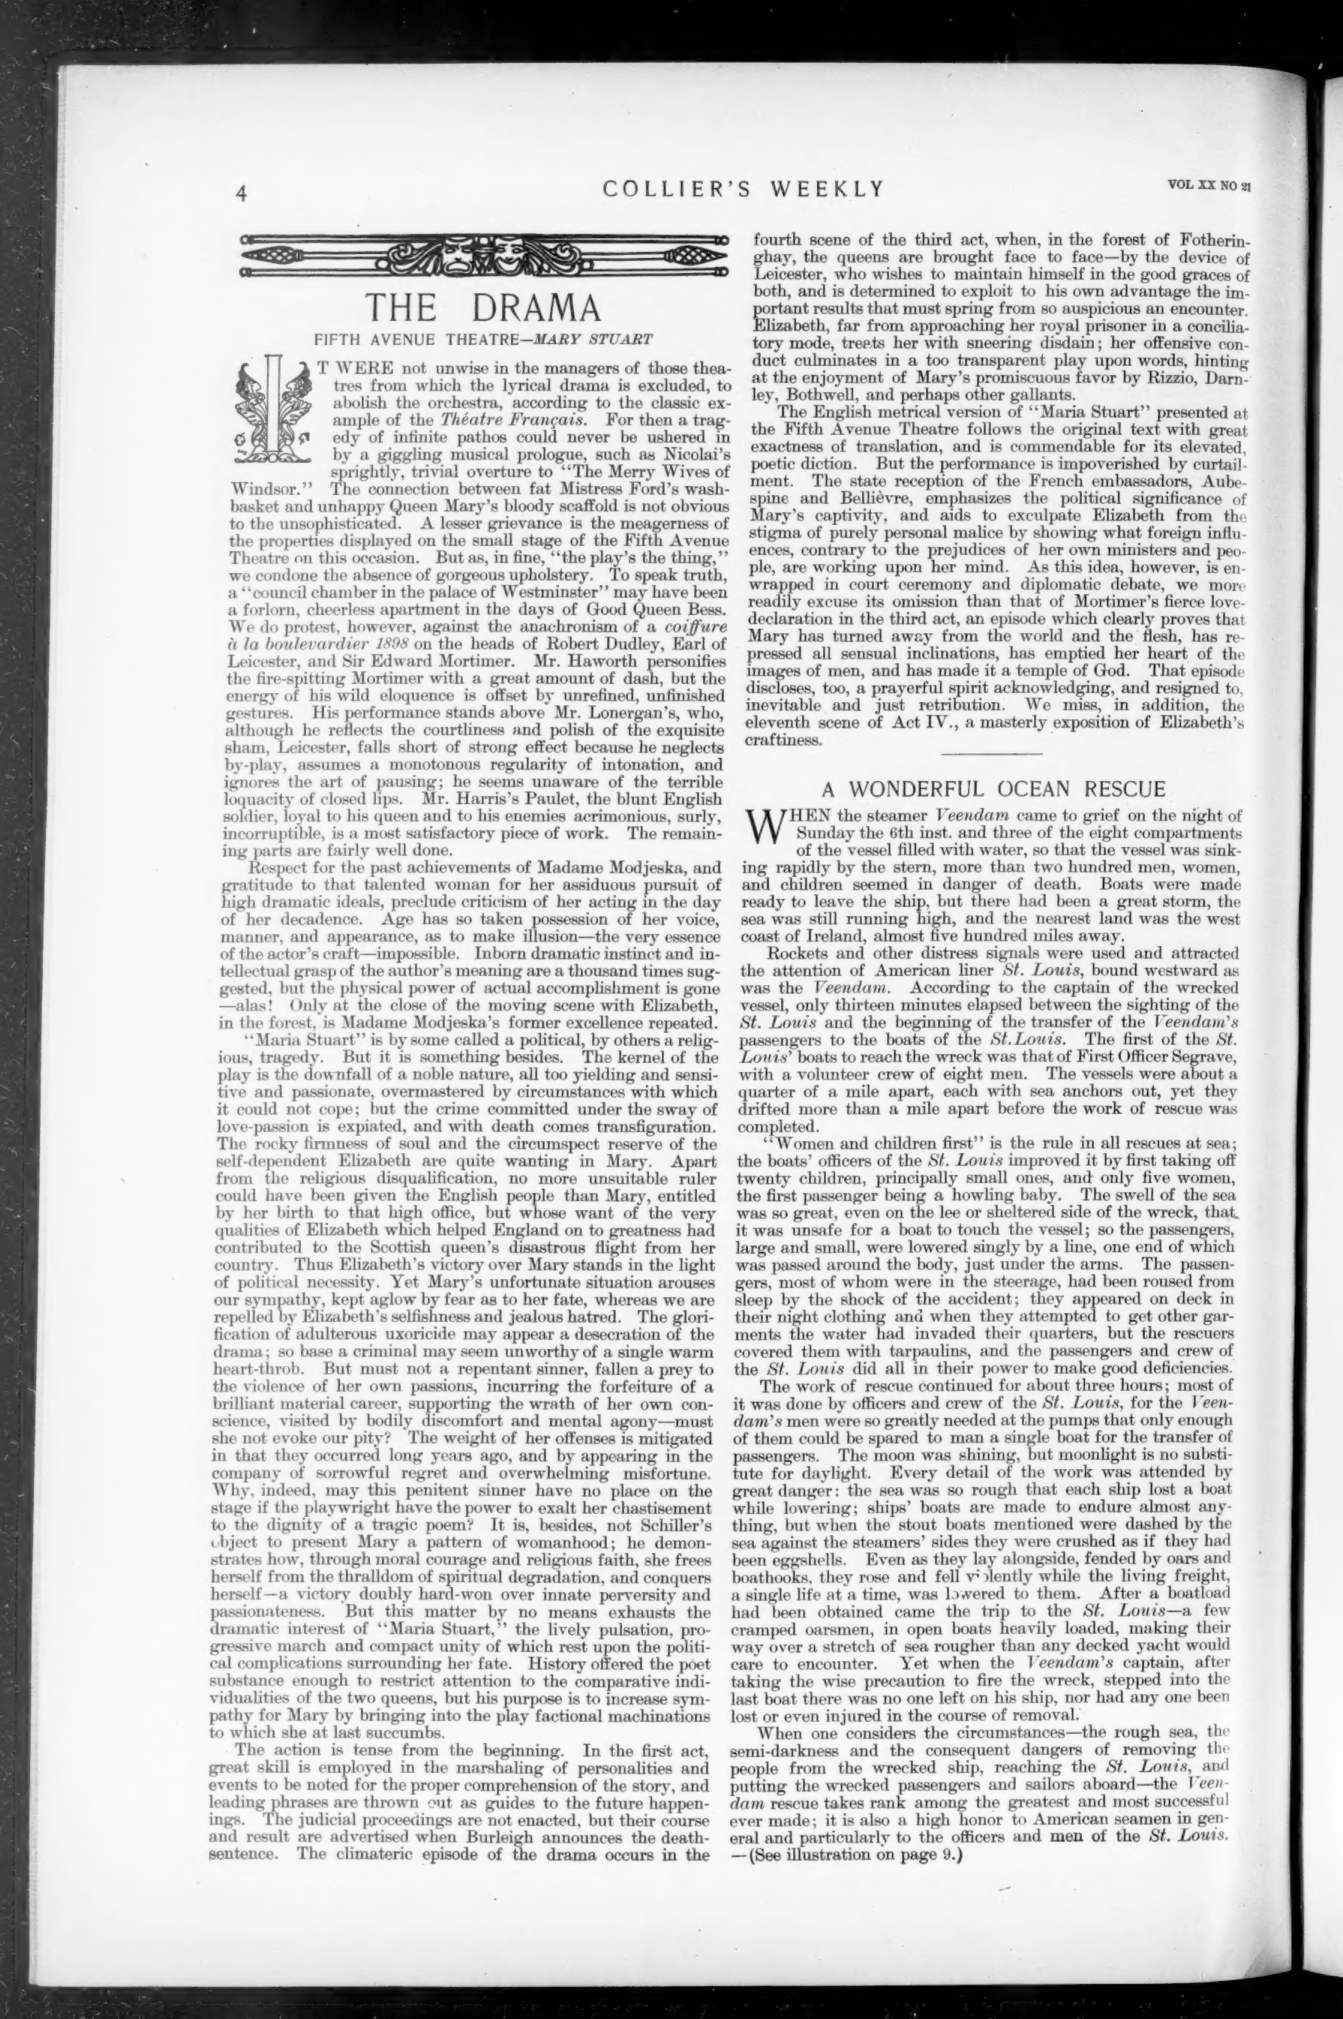 4
COLLIER'S WEEKLY
VOL XX NO 21
THE DRAMA
FIFTH AVENUE THEATRE—MARY STUART
IT WERE not unwise in the managers of those thea-
tres from which the lyrical drama is excluded, to
abolish the orchestra, according to the classic ex-
ample of the Théatre Français. For then a trag-
edy of infinite pathos could never be ushered in
by a giggling musical prologue, such as Nicolai's
sprightly, trivial overture to "The Merry Wives of
Windsor." The connection between fat Mistress Ford's wash-
basket and unhappy Queen Mary's bloody scaffold is not obvious
to the unsophisticated. A lesser grievance is the meagerness of
the properties displayed on the small stage of the Fifth Avenue
Theatre on this occasion. But as, in fine, "the play's the thing,"
we condone the absence of gorgeous upholstery. To speak truth,
a "council chamber in the palace of Westminster" may have been
a forlorn, cheerless apartment in the days of Good Queen Bess.
We do protest, however, against the anachronism of a coiffure
à la boulevardier 1898 on the heads of Robert Dudley, Earl of
Leicester, and Sir Edward Mortimer. Mr. Haworth personifies
the fire-spitting Mortimer with a great amount of dash, but the
energy of his wild eloquence is offset by unrefined, unfinished
gestures. His performance stands above Mr. Lonergan's, who,
although he reflects the courtliness and polish of the exquisite
sham, Leicester, falls short of strong effect because he neglects
by-play, assumes a monotonous regularity of intonation, and
ignores the art of pausing; he seems unaware of the terrible
loquacity of closed lips. Mr. Harris's Paulet, the blunt English
soldier, loyal to his queen and to his enemies acrimonious, surly,
incorruptible, is a most satisfactory piece of work. The remain-
ing parts are fairly well done.
Respect for the past achievements of Madame Modjeska, and
gratitude to that talented woman for her assiduous pursuit of
high dramatic ideals, preclude criticism of her acting in the day
of her decadence. Age has so taken possession of her voice,
manner, and appearance, as to make illusion—the very essence
of the actor's craft—impossible. Inborn dramatic instinct and in-
tellectual grasp of the author's meaning are a thousand times sug-
gested, but the physical power of actual accomplishment is gone
—alas! Only at the close of the moving scene with Elizabeth,
in the forest, is Madame Modjeska's former excellence repeated.
"Maria Stuart" is by some called a political, by others a relig-
ious, tragedy. But it is something besides. The kernel of the
play is the downfall of a noble nature, all too yielding and sensi-
tive and passionate, overmastered by circumstances with which
it could not cope; but the crime committed under the sway of
love-passion is expiated, and with death comes transfiguration.
The rocky firmness of soul and the circumspect reserve of the
self-dependent Elizabeth are quite wanting in Mary. Apart
from the religious disqualification, no more unsuitable ruler
could have been given the English people than Mary, entitled
by her birth to that high office, but whose want of the very
qualities of Elizabeth which helped England on to greatness had
contributed to the Scottish queen's disastrous flight from her
country. Thus Elizabeth's victory over Mary stands in the light
of political necessity. Yet Mary's unfortunate situation arouses
our sympathy, kept aglow by fear as to her fate, whereas we are
repelled by Elizabeth's selfishness and jealous hatred. The glori-
fication of adulterous uxoricide may appear a desecration of the
drama; so base a criminal may seem unworthy of a single warm
heart-throb. But must not a repentant sinner, fallen a prey to
the violence of her own passions, incurring the forfeiture of a
brilliant material career, supporting the wrath of her own con-
science, visited by bodily discomfort and mental agony—must
she not evoke our pity? The weight of her offenses is mitigated
in that they occurred long years ago, and by appearing in the
company of sorrowful regret and overwhelming misfortune.
Why, indeed, may this penitent sinner have no place on the
stage if the playwright have the power to exalt her chastisement
to the dignity of a tragic poem? It is, besides, not Schiller's
object to present Mary a pattern of womanhood; he demon-
strates how, through moral courage and religious faith, she frees
herself from the thralldom of spiritual degradation, and conquers
herself—a victory doubly hard-won over innate perversity and
passionateness. But this matter by no means exhausts the
dramatic interest of "Maria Stuart," the lively pulsation, pro-
gressive march and compact unity of which rest upon the politi-
cal complications surrounding her fate. History offered the poet
substance enough to restrict attention to the comparative indi-
vidualities of the two queens, but his purpose is to increase sym-
pathy for Mary by bringing into the play factional machinations
to which she at last succumbs.
The action is tense from the beginning. In the first act,
great skill is employed in the marshaling of personalities and
events to be noted for the proper comprehension of the story, and
leading phrases are thrown out as guides to the future happen-
ings. The judicial proceedings are not enacted, but their course
and result are advertised when Burleigh announces the death-
sentence. The climateric episode of the drama occurs in the
fourth scene of the third act, when, in the forest of Fotherin-
ghay, the queens are brought face to face—by the device of
Leicester, who wishes to maintain himself in the good graces of
both, and is determined to exploit to his own advantage the im-
portant results that must spring from so auspicious an encounter.
Elizabeth, far from approaching her royal prisoner in a concilia-
tory mode, treats her with sneering disdain; her offensive con-
duct culminates in a too transparent play upon words, hinting
at the enjoyment of Mary's promiscuous favor by Rizzio, Darn-
ley, Bothwell, and perhaps other gallants.
The English metrical version of "Maria Stuart" presented at
the Fifth Avenue Theatre follows the original text with great
exactness of translation, and is commendable for its elevated,
poetic diction. But the performance is impoverished by curtail-
ment. The state reception of the French embassadors, Aube-
spine and Bellièvre, emphasizes the political significance of
Mary's captivity, and aids to exculpate Elizabeth from the
stigma of purely personal malice by showing what foreign influ-
ences, contrary to the prejudices of her own ministers and peo-
ple, are working upon her mind. As this idea, however, is en-
wrapped in court ceremony and diplomatic debate, we more
readily excuse its omission than that of Mortimer's fierce love-
declaration in the third act, an episode which clearly proves that
Mary has turned away from the world and the flesh, has re-
pressed all sensual inclinations, has emptied her heart of the
images of men, and has made it a temple of God. That episode
discloses, too, a prayerful spirit acknowledging, and resigned to,
inevitable and just retribution. We miss, in addition, the
eleventh scene of Act IV., a masterly exposition of Elizabeth's
craftiness.
A WONDERFUL OCEAN RESCUE
WHEN the steamer Veendam came to grief on the night of
Sunday the 6th inst. and three of the eight compartments
of the vessel filled with water, so that the vessel was sink-
ing rapidly by the stern, more than two hundred men, women,
and children seemed in danger of death. Boats were made
ready to leave the ship, but there had been a great storm, the
sea was still running high, and the nearest land was the west
coast of Ireland, almost five hundred miles away.
Rockets and other distress signals were used and attracted
the attention of American liner St. Louis, bound westward as
was the Veendam. According to the captain of the wrecked
vessel, only thirteen minutes elapsed between the sighting of the
St. Louis and the beginning of the transfer of the Veendam's
passengers to the boats of the St. Louis. The first of the St.
Louis' boats to reach the wreck was that of First Officer Segrave,
with a volunteer crew of eight men. The vessels were about a
quarter of a mile apart, each with sea anchors out, yet they
drifted more than a mile apart before the work of rescue was
completed.
"Women and children first" is the rule in all rescues at sea;
the boats' officers of the St. Louis improved it by first taking off
twenty children, principally small ones, and only five women,
the first passenger being a howling baby. The swell of the sea
was so great, even on the lee or sheltered side of the wreck, that
it was unsafe for a boat to touch the vessel; so the passengers,
large and small, were lowered singly by a line, one end of which
was passed around the body, just under the arms. The passen-
gers, most of whom were in the steerage, had been roused from
sleep by the shock of the accident; they appeared on deck in
their night clothing and when they attempted to get other gar-
ments the water had invaded their quarters, but the rescuers
covered them with tarpaulins, and the passengers and crew of
the St. Louis did all in their power to make good deficiencies.
The work of rescue continued for about three hours; most of
it was done by officers and crew of the St. Louis, for the Veen-
dam's men were so greatly needed at the pumps that only enough
of them could be spared to man a single boat for the transfer of
passengers. The moon was shining, but moonlight is no substi-
tute for daylight. Every detail of the work was attended by
great danger: the sea was so rough that each ship lost a boat
while lowering; ships' boats are made to endure almost any-
thing, but when the stout boats mentioned were dashed by the
sea against the steamers' sides they were crushed as if they had
been eggshells. Even as they lay alongside, fended by oars and
boathooks, they rose and fell violently while the living freight,
a single life at a time, was lowered to them. After a boatload
had been obtained came the trip to the St. Louis—a few
cramped oarsmen, in open boats heavily loaded, making their
way over a stretch of sea rougher than any decked yacht would
care to encounter. Yet when the Veendam's captain, after
taking the wise precaution to fire the wreck, stepped into the
last boat there was no one left on his ship, nor had any one been
lost or even injured in the course of removal.
When one considers the circumstances—the rough sea, the
semi-darkness and the consequent dangers of removing the
people from the wrecked ship, reaching the St. Louis, and
putting the wrecked passengers and sailors aboard—the Veen-
dam rescue takes rank among the greatest and most successful
ever made; it is also a high honor to American seamen in gen-
eral and particularly to the officers and men of the St. Louis.
—(See illustration on page 9.)